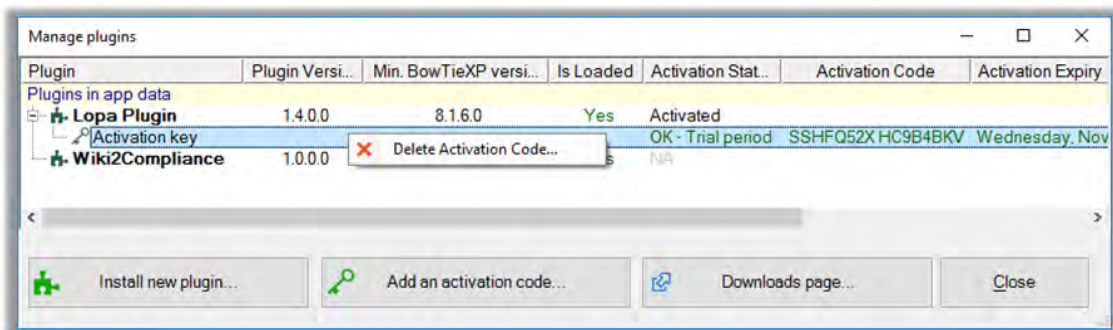 Manage plugins
Plugin Plugin Versi... Min. BowTieXP versi... Is Loaded Activation Stat... Activation Code Activation Expiry
Plugins in app data
Lopa Plugin 1.4.0.0 8.1.6.0 Yes Activated
Activation key OK - Trial period SSHFQ52X HC9B4BKV Wednesday, Nov
Wiki2Compliance 1.0.0.0 s NA
Delete Activation Code...
Install new plugin... Add an activation code... Downloads page... Close